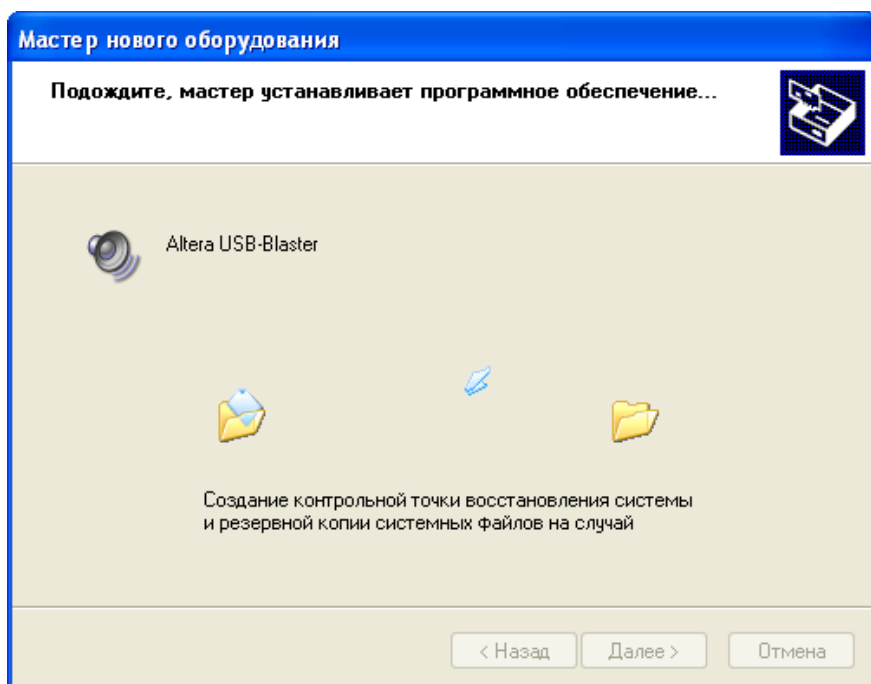 Мастер нового оборудования
Подождите, мастер устанавливает программное обеспечение...
Altera USB-Blaster
Создание контрольной точки восстановления системы
и резервной копии системных файлов на случай
< Назад
Далее >
Отмена